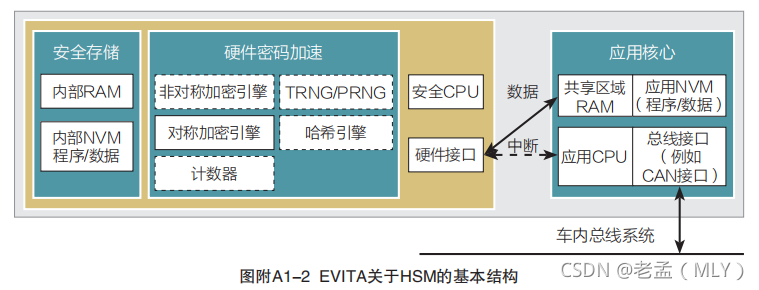 安全存储
内部RAM
内部NVM
程序/数据
硬件密码加速
非对称加密引擎
TRNG/PRNG
对称加密引擎
哈希引擎
计数器
安全CPU
硬件接口
数据
中断
应用核心
共享区域
RAM
应用NVM
（程序/数据）
应用CPU
总线接口
（例如
CAN接口）
车内总线系统
图附A1-2 EVITA关于HSM的基本结构
CSDN @老孟（MLY）